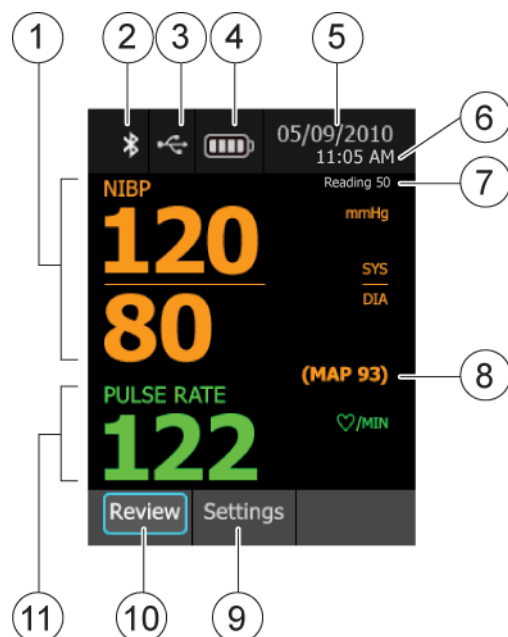 1 2 3 4 5
05/09/2010
6
11:05 AM
Reading 50
7
NIBP
mmHg
120
SYS
80
DIA
(MAP 93)
8
PULSE RATE
♡/MIN
122
Review Settings
11 10 9